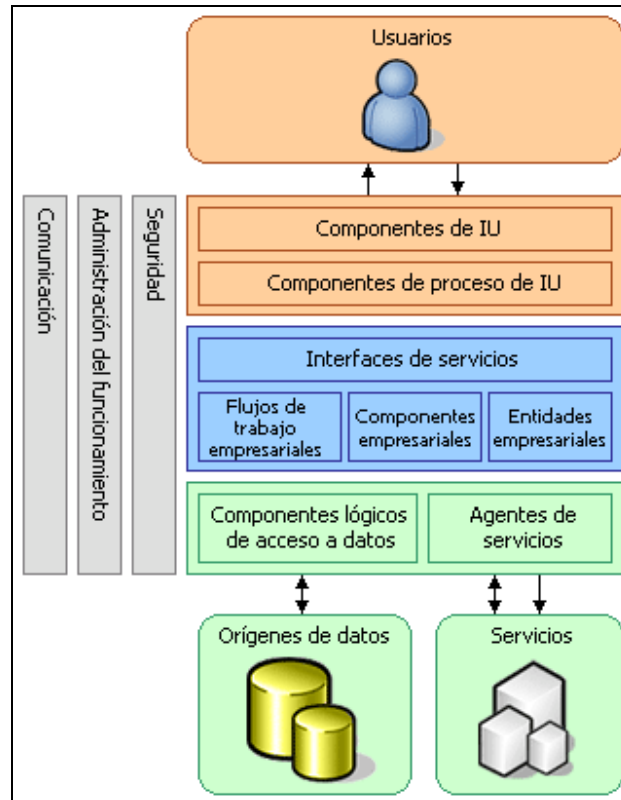 Usuarios
Comunicación
Administración del funcionamiento
Seguridad
Componentes de IU
Componentes de proceso de IU
Interfaces de servicios
Flujos de
trabajo
empresariales
Componentes
empresariales
Entidades
empresariales
Componentes lógicos
de acceso a datos
Agentes de
servicios
Orígenes de datos
Servicios